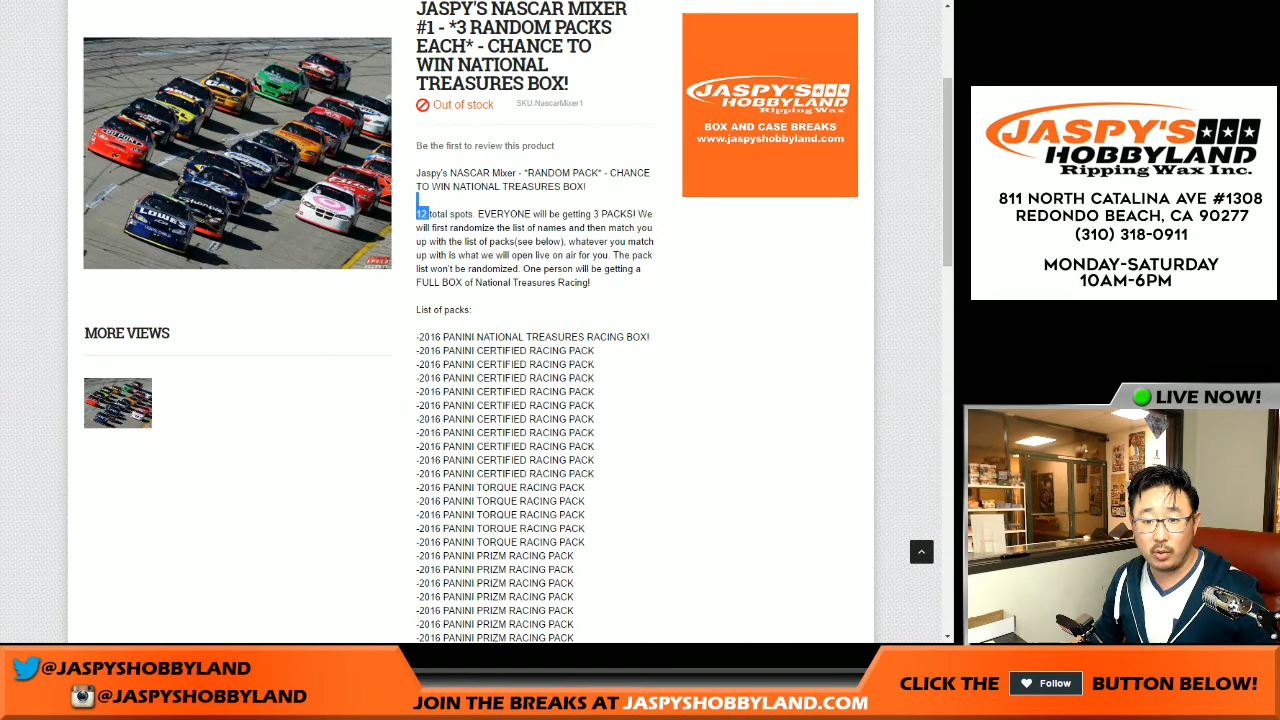 JASPY'S NASCAR MIXER
#1 - *3 RANDOM PACKS
EACH* - CHANCE TO
WIN NATIONAL
TREASURES BOX!
Out of stock
SKU.NascarMixer1
Be the first to review this product
Jaspy's NASCAR Mixer - *RANDOM PACK* - CHANCE
TO WIN NATIONAL TREASURES BOX!
12 total spots. EVERYONE will be getting 3 PACKS! We
will first randomize the list of names and then match you
up with the list of packs(see below), whatever you match
up with is what we will open live on air for you. The pack
list won't be randomized. One person will be getting a
FULL BOX of National Treasures Racing!
List of packs:
-2016 PANINI NATIONAL TREASURES RACING BOX!
-2016 PANINI CERTIFIED RACING PACK
-2016 PANINI CERTIFIED RACING PACK
-2016 PANINI CERTIFIED RACING PACK
-2016 PANINI CERTIFIED RACING PACK
-2016 PANINI CERTIFIED RACING PACK
-2016 PANINI CERTIFIED RACING PACK
-2016 PANINI CERTIFIED RACING PACK
-2016 PANINI CERTIFIED RACING PACK
-2016 PANINI CERTIFIED RACING PACK
-2016 PANINI CERTIFIED RACING PACK
-2016 PANINI TORQUE RACING PACK
-2016 PANINI TORQUE RACING PACK
-2016 PANINI TORQUE RACING PACK
-2016 PANINI TORQUE RACING PACK
-2016 PANINI TORQUE RACING PACK
-2016 PANINI PRIZM RACING PACK
-2016 PANINI PRIZM RACING PACK
-2016 PANINI PRIZM RACING PACK
-2016 PANINI PRIZM RACING PACK
-2016 PANINI PRIZM RACING PACK
-2016 PANINI PRIZM RACING PACK
-2016 PANINI PRIZM RACING PACK
MORE VIEWS
LOWE'S
CAT
JASPY'S
HOBBYLAND
Ripping Wax
BOX AND CASE BREAKS
www.jaspyshobbyland.com
JASPY'S
HOBBYLAND
Ripping Wax Inc.
811 NORTH CATALINA AVE #1308
REDONDO BEACH, CA 90277
(310) 318-0911
MONDAY-SATURDAY
10AM-6PM
LIVE NOW!
@JASPYSHOBBYLAND
@JASPYSHOBBYLAND
JOIN THE BREAKS AT JASPYSHOBBYLAND.COM
CLICK THE Follow BUTTON BELOW!